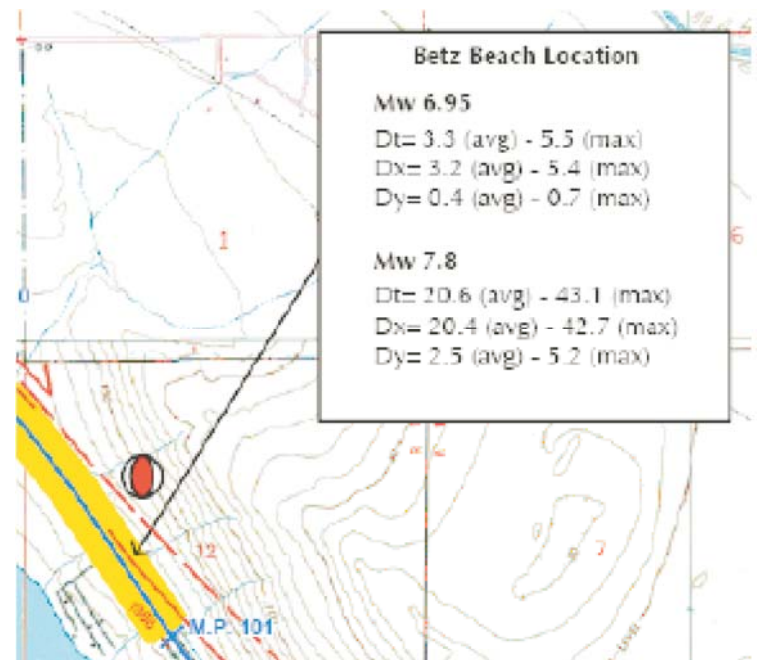 Betz Beach Location
Mw 6.95
Dt= 3.3 (avg) - 5.5 (max)
Dx= 3.2 (avg) - 5.4 (max)
Dy= 0.4 (avg) - 0.7 (max)
Mw 7.8
Dt= 20.6 (avg) - 43.1 (max)
Dx= 20.4 (avg) - 42.7 (max)
Dy= 2.5 (avg) - 5.2 (max)
1
6
12
7
M.P. 101